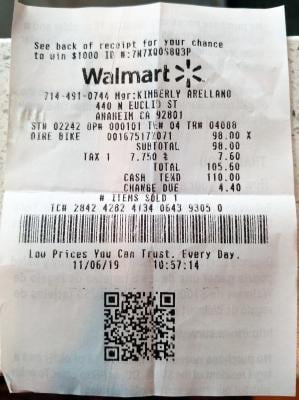 See back of receipt for your chance
to win $1000 ID #:7N7XQ0S8Q3P
Walmart
714-491-0744 Mgr:KIMBERLY ARELLANO
440 N EUCLID ST
ANAHEIM CA 92801
ST# 02242 OP# 000101 TE# 04 TR# 04088
AIRE BIKE 001675171071 98.00 X
SUBTOTAL 98.00
TAX 1 7.750 % 7.60
TOTAL 105.60
CASH TEND 110.00
CHANGE DUE 4.40
# ITEMS SOLD 1
TC# 2842 4282 4134 0643 9305 0
Low Prices You Can Trust. Every Day.
11/06/19 10:57:14